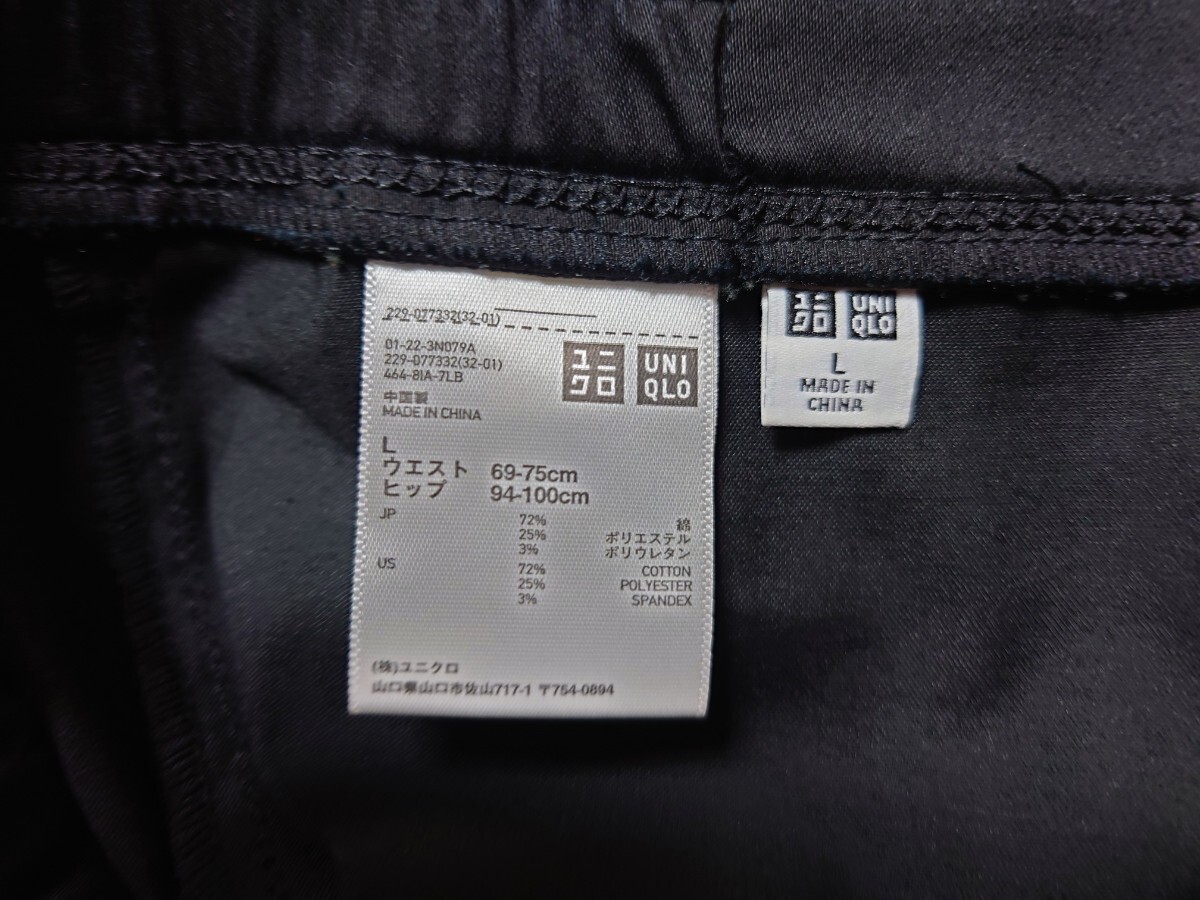 229-077332(32-01)
01-22-3N079A
229-077332(32-01)
464-8IA-7LB
ユニクロ UNIQLO
中国製
MADE IN CHINA
L
ウエスト 69-75cm
ヒップ 94-100cm
JP 72% 綿
25% ポリエステル
3% ポリウレタン
US 72% COTTON
25% POLYESTER
3% SPANDEX
(株)ユニクロ
山口県山口市佐山717-1 〒754-0894
ユニクロ UNIQLO
L
MADE IN
CHINA